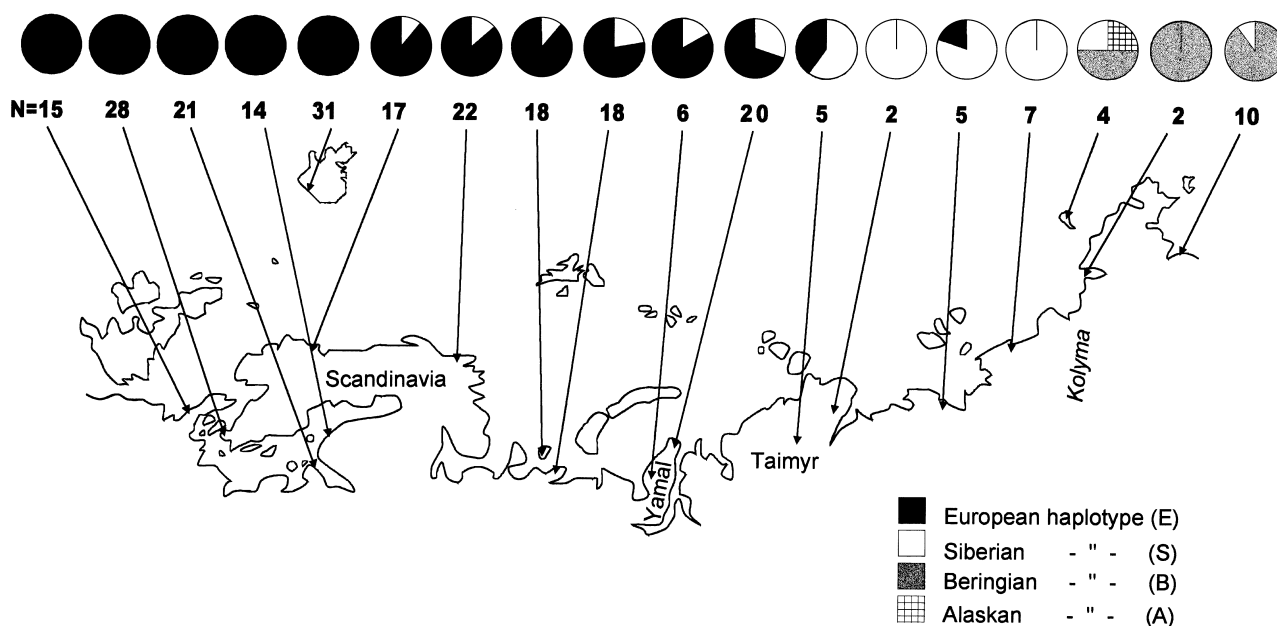 N=15 28 21 14 31 17 22 18 18 6 20 5 2 5 7 4 2 10
Scandinavia
Kolyma
Taimyr
Yamal
European haplotype (E)
Siberian - " - (S)
Beringian - " - (B)
Alaskan - " - (A)